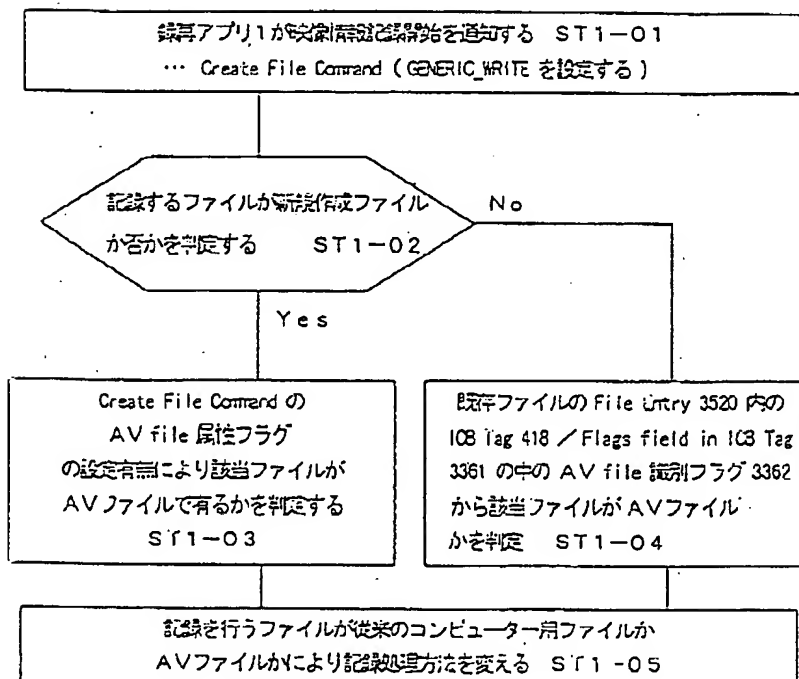 録再アプリ1が映像情報記録開始を通知する ST1-01
… Create File Command (GENERIC_WRITE を設定する)
記録するファイルが新規作成ファイル
か否かを判定する ST1-02
No
Yes
Create File Command の
AV file 属性フラグ
の設定有無により該当ファイルが
AVファイルで有るかを判定する
ST1-03
既存ファイルの File Entry 3520 内の
ICB Tag 418 / Flags field in ICB Tag
3361 の中の AV file 識別フラグ 3362
から該当ファイルがAVファイル
かを判定 ST1-04
記録を行うファイルが従来のコンピューター用ファイルか
AVファイルかにより記録処理方法を変える ST1-05